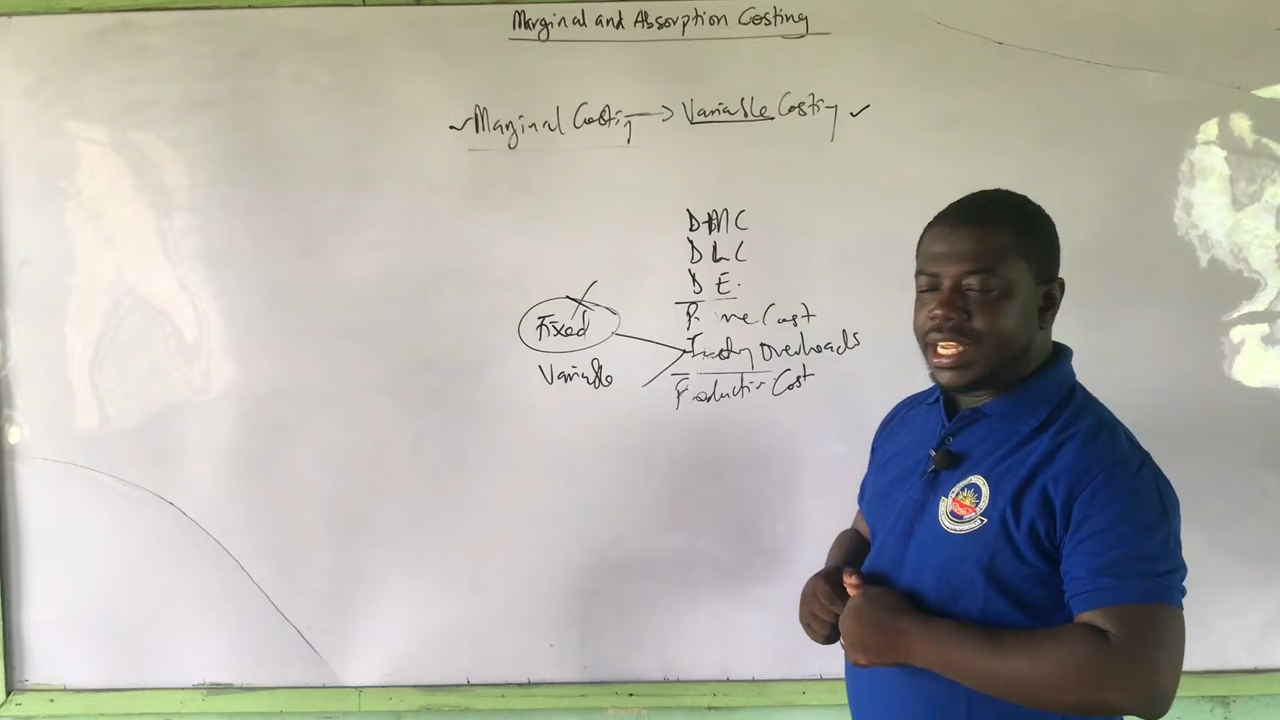 Marginal and Absorption Costing
Marginal Costing → Variable Costing
DMC
DLC
DE.
Prime Cost
Fixed
Overheads
Variable
Production Cost